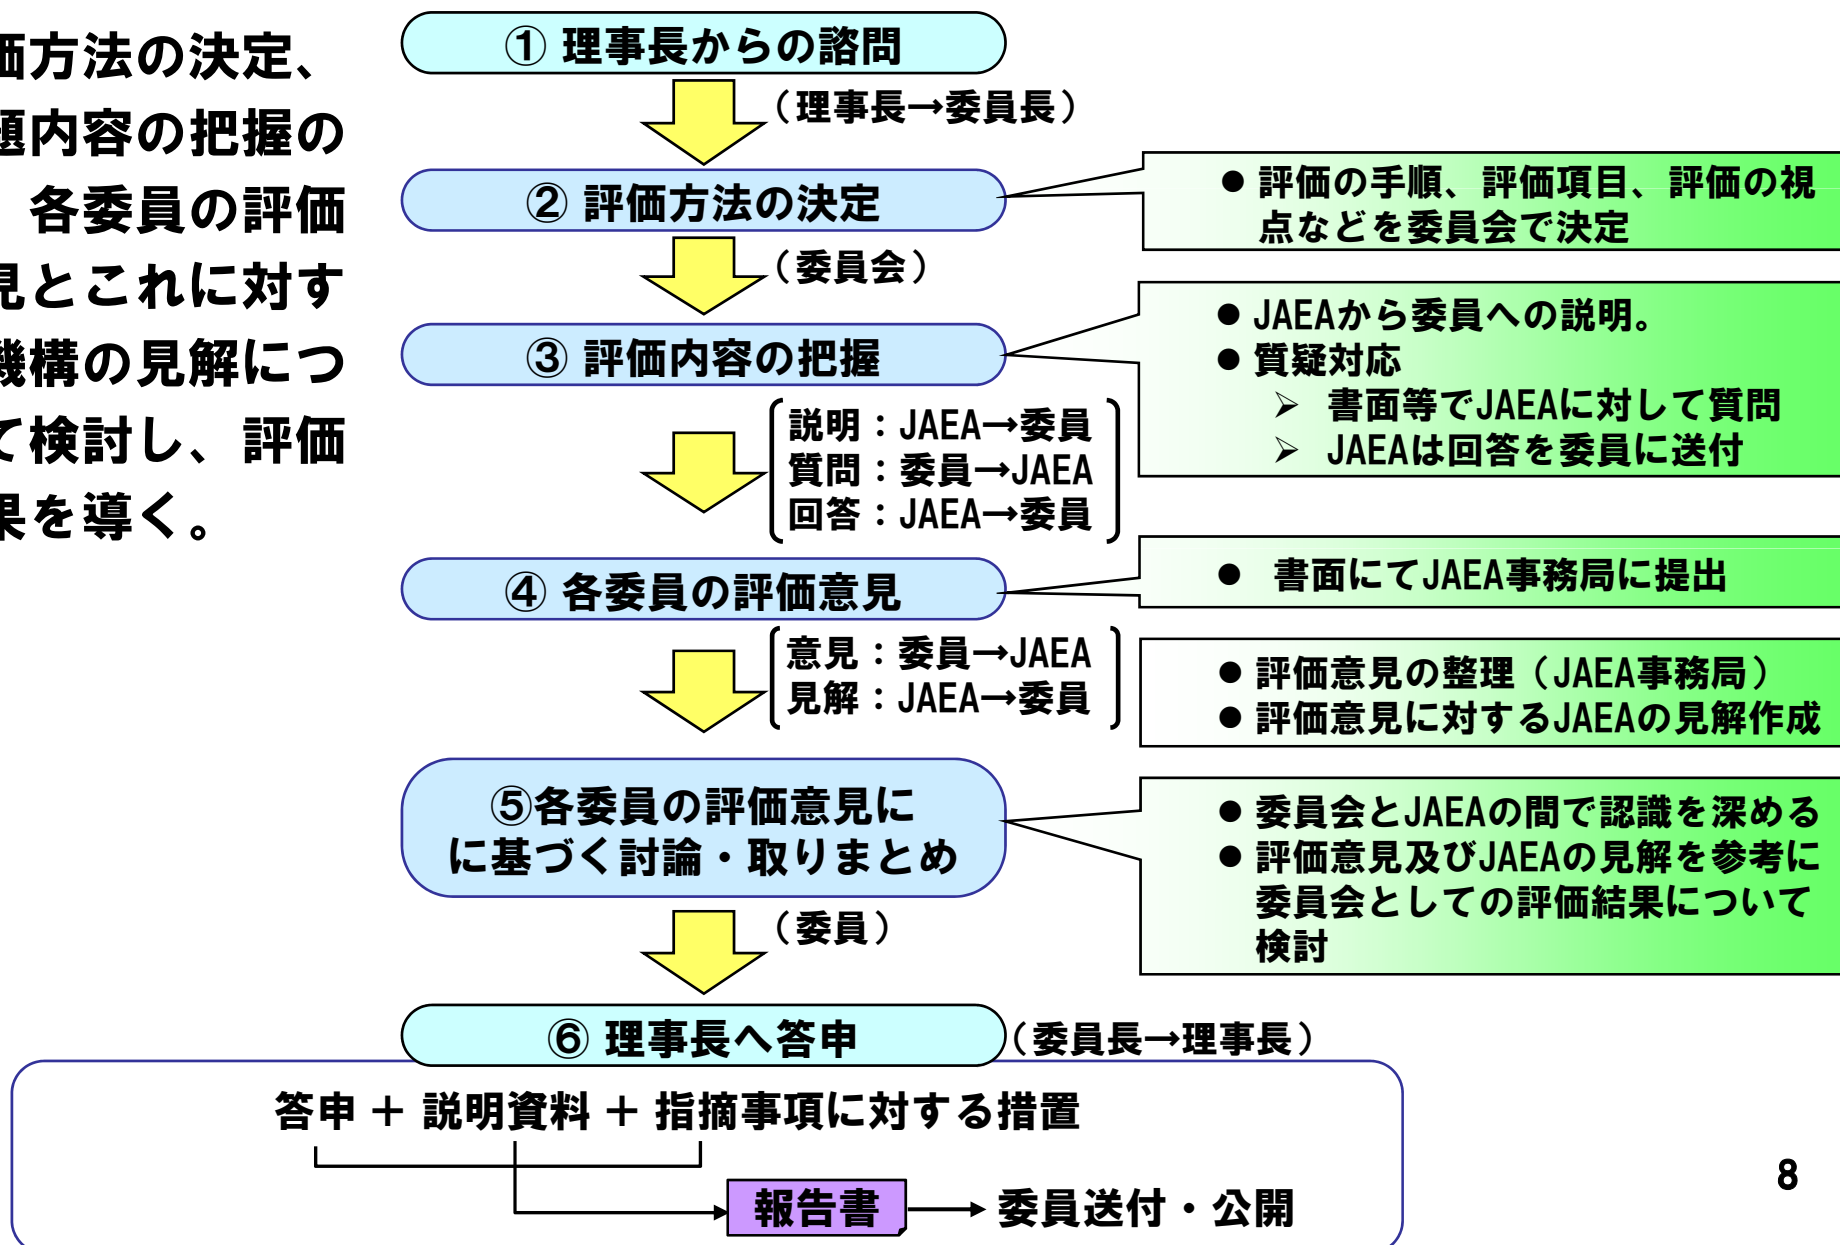 価方法の決定、
題内容の把握の
各委員の評価
見とこれに対す
機構の見解につ
て検討し、評価
果を導く。
① 理事長からの諮問
（理事長→委員長）
② 評価方法の決定
● 評価の手順、評価項目、評価の視
点などを委員会で決定
（委員会）
③ 評価内容の把握
● JAEAから委員への説明。
● 質疑対応
➢ 書面等でJAEAに対して質問
➢ JAEAは回答を委員に送付
説明：JAEA→委員
質問：委員→JAEA
回答：JAEA→委員
④ 各委員の評価意見
● 書面にてJAEA事務局に提出
意見：委員→JAEA
見解：JAEA→委員
● 評価意見の整理（JAEA事務局）
● 評価意見に対するJAEAの見解作成
⑤各委員の評価意見に
に基づく討論・取りまとめ
● 委員会とJAEAの間で認識を深める
● 評価意見及びJAEAの見解を参考に
委員会としての評価結果について
検討
（委員）
⑥ 理事長へ答申
（委員長→理事長）
答申 ＋ 説明資料 ＋ 指摘事項に対する措置
報告書 → 委員送付・公開
8